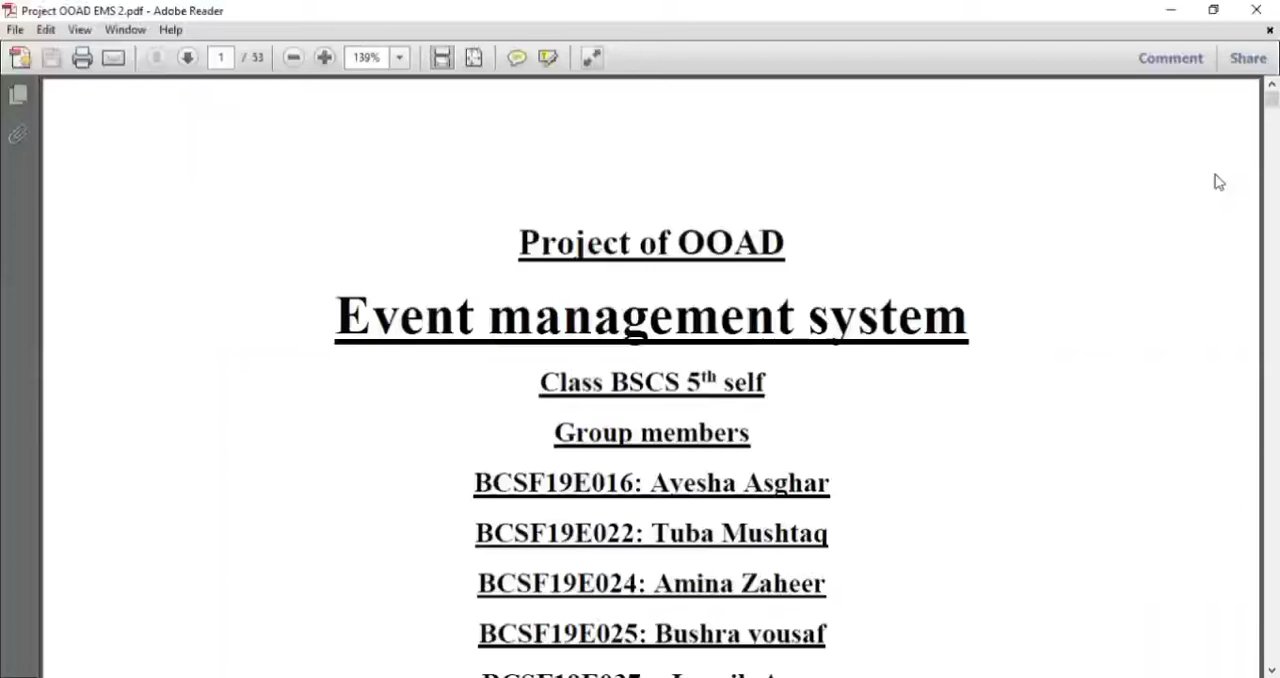 Project OOAD EMS 2.pdf - Adobe Reader
File Edit View Window Help
1 / 53 139% Comment Share
Project of OOAD
Event management system
Class BSCS 5th self
Group members
BCSF19E016: Ayesha Asghar
BCSF19E022: Tuba Mushtaq
BCSF19E024: Amina Zaheer
BCSF19E025: Bushra yousaf